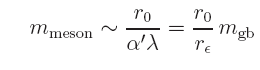 m_meson ∼ r_0 / α′λ = r_0 / r_ϵ m_gb